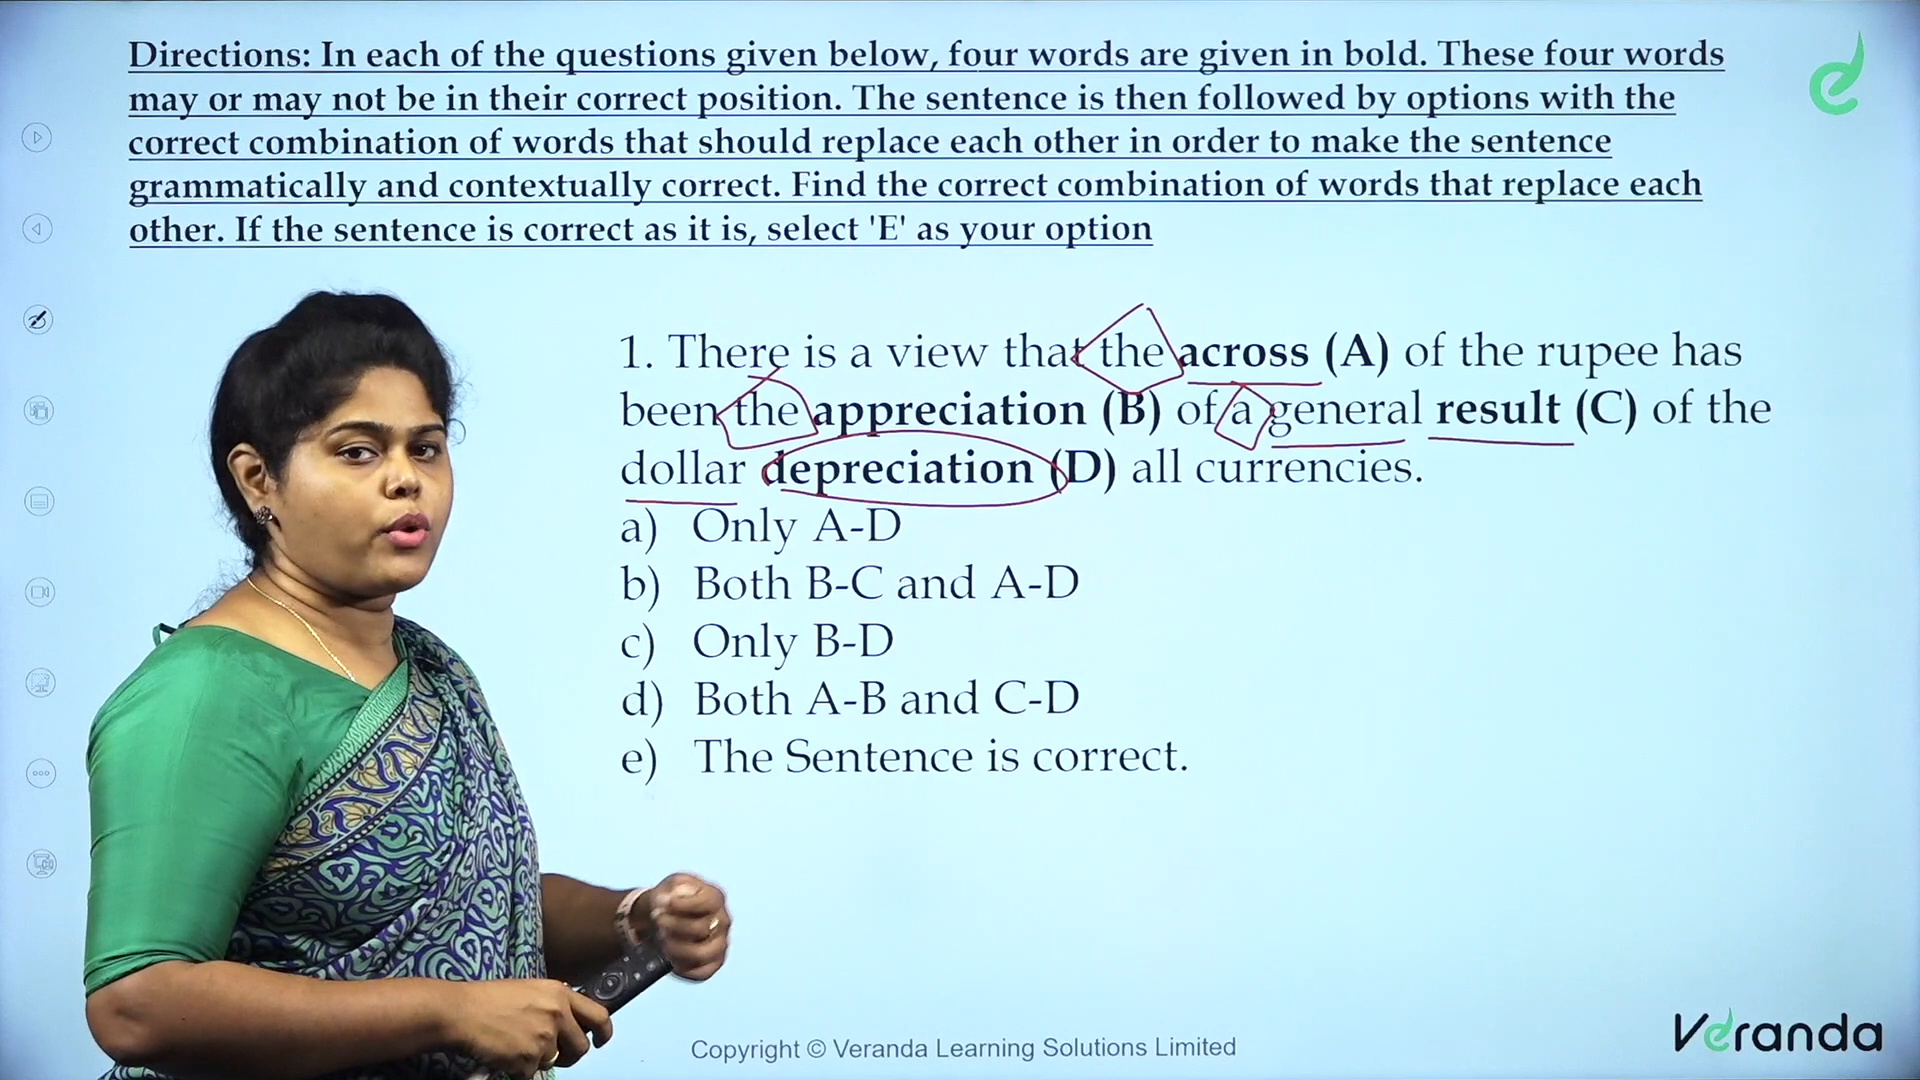 Directions: In each of the questions given below, four words are given in bold. These four words
may or may not be in their correct position. The sentence is then followed by options with the
correct combination of words that should replace each other in order to make the sentence
grammatically and contextually correct. Find the correct combination of words that replace each
other. If the sentence is correct as it is, select 'E' as your option
1. There is a view that the across (A) of the rupee has
been the appreciation (B) of a general result (C) of the
dollar depreciation (D) all currencies.
a) Only A-D
b) Both B-C and A-D
c) Only B-D
d) Both A-B and C-D
e) The Sentence is correct.
Copyright © Veranda Learning Solutions Limited
Veranda